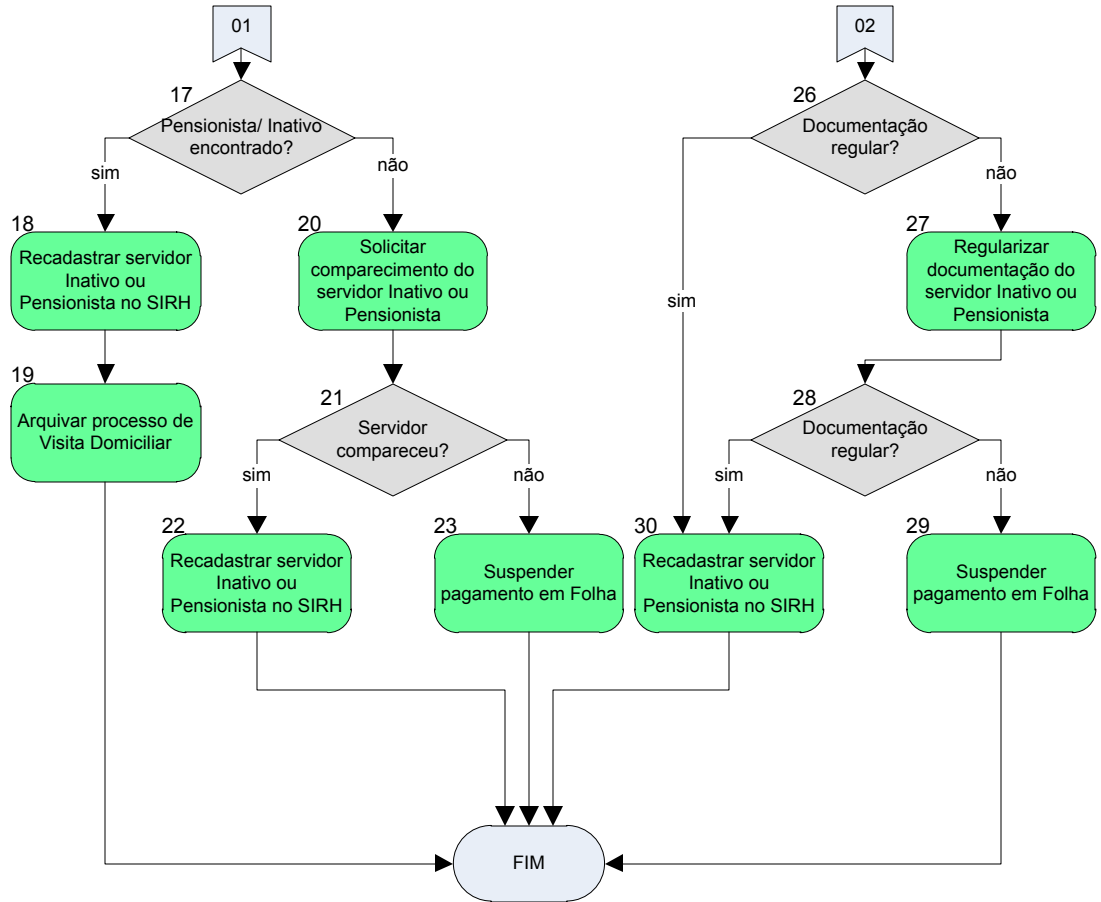 01
17
Pensionista/ Inativo
encontrado?
sim
não
18
Recadastrar servidor
Inativo ou
Pensionista no SIRH
19
Arquivar processo de
Visita Domiciliar
20
Solicitar
comparecimento do
servidor Inativo ou
Pensionista
21
Servidor
compareceu?
sim
não
22
Recadastrar servidor
Inativo ou
Pensionista no SIRH
23
Suspender
pagamento em Folha
02
26
Documentação
regular?
sim
não
27
Regularizar
documentação do
servidor Inativo ou
Pensionista
28
Documentação
regular?
sim
não
30
Recadastrar servidor
Inativo ou
Pensionista no SIRH
29
Suspender
pagamento em Folha
FIM